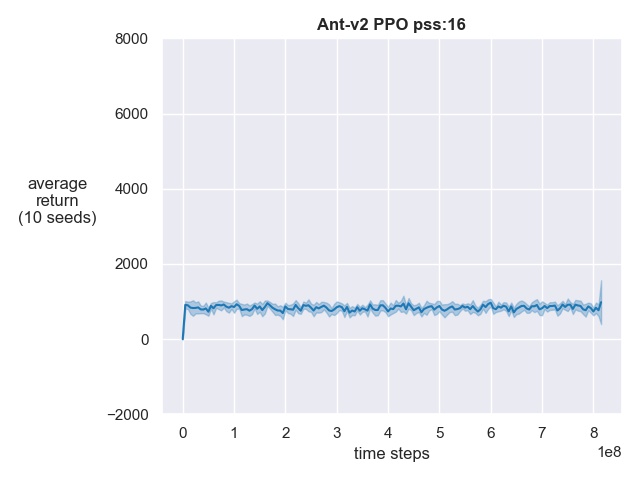 Ant-v2 PPO pss:16
8000
6000
4000
2000
0
−2000
average
return
(10 seeds)
0 1 2 3 4 5 6 7 8
time steps
1e8